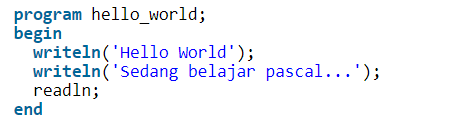 program hello_world;
begin
  writeln('Hello World');
  writeln('Sedang belajar pascal...');
  readln;
end